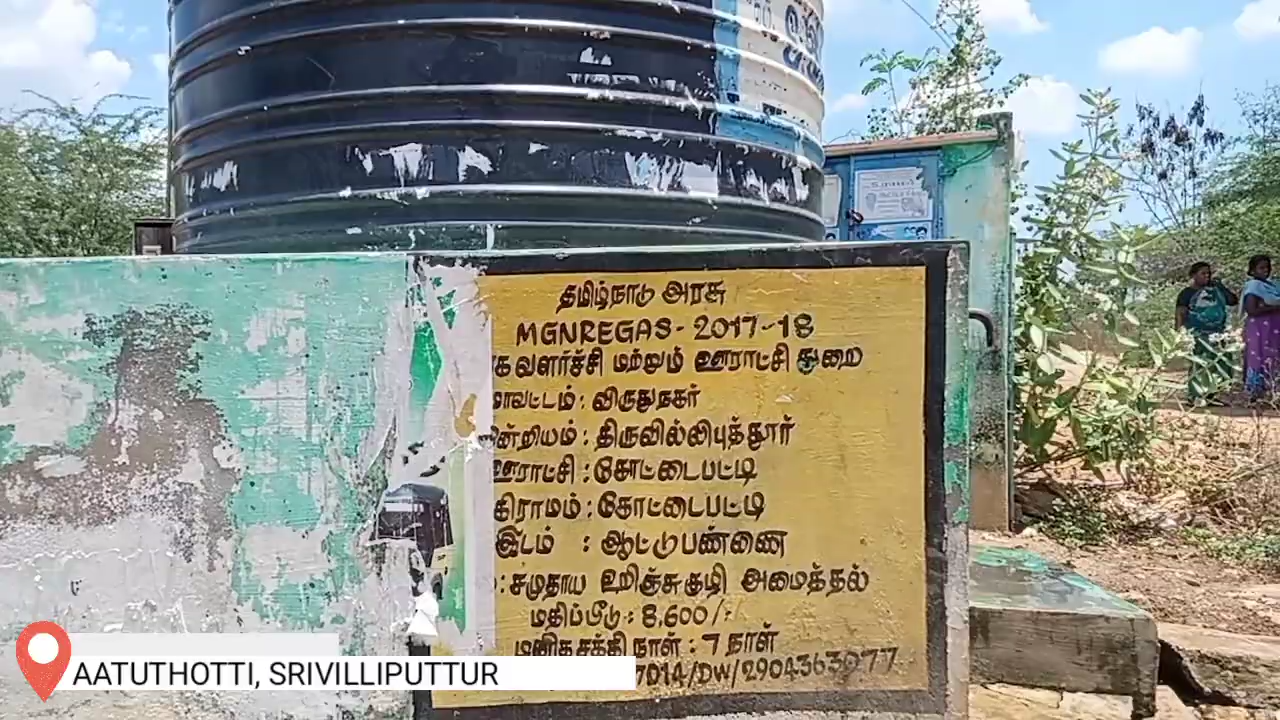 தமிழ்நாடு அரசு
MGNREGAS - 2017-18
வளர்ச்சி மற்றும் ஊராட்சி துறை
மாவட்டம் : விருதுநகர்
ஒன்றியம் : திருவில்லிபுத்தூர்
ஊராட்சி : கோட்டைபட்டி
கிராமம் : கோட்டைபட்டி
இடம் : ஆட்டுபண்ணை
: சமுதாய உறிஞ்சுகுழி அமைத்தல்
மதிப்பீடு : 8,600/-
மனித சக்தி நாள் : 7 நாள்
7014/DW/2904363077
AATUTHOTTI, SRIVILLIPUTTUR